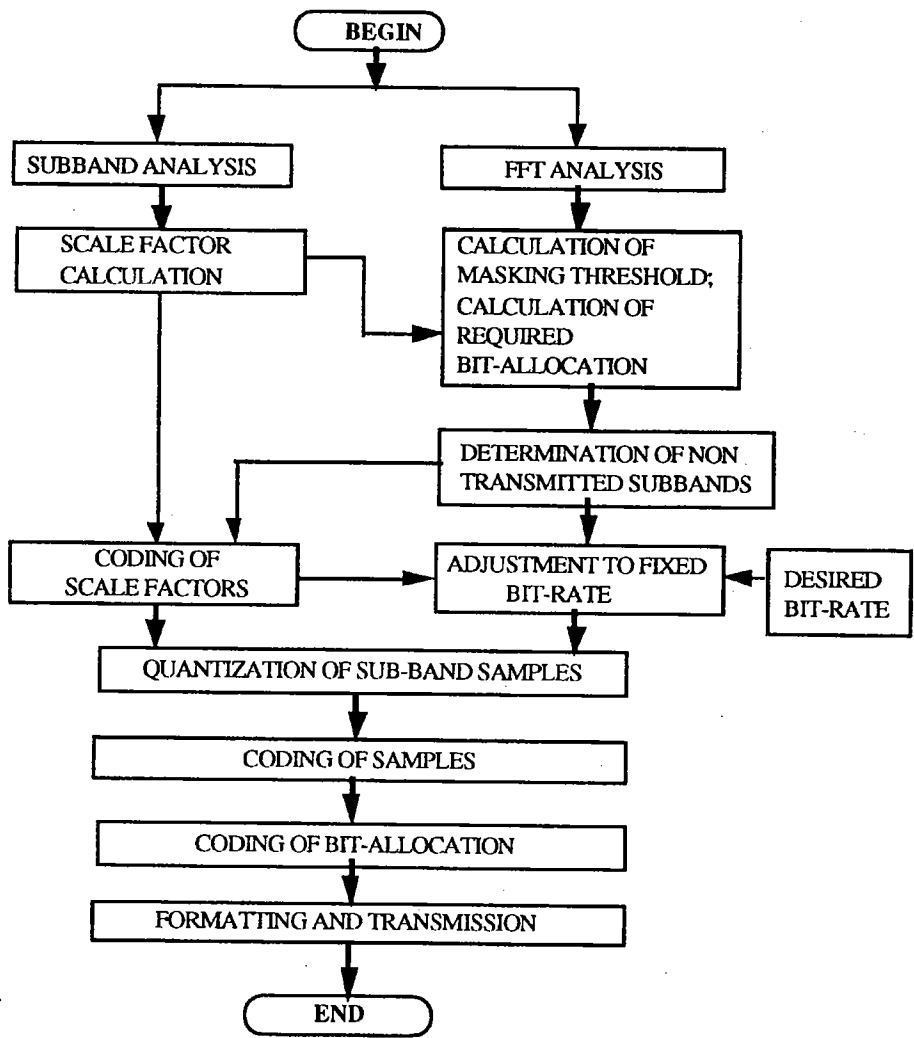 BEGIN
SUBBAND ANALYSIS
FFT ANALYSIS
SCALE FACTOR
CALCULATION
CALCULATION OF
MASKING THRESHOLD;
CALCULATION OF
REQUIRED
BIT-ALLOCATION
DETERMINATION OF NON
TRANSMITTED SUBBANDS
CODING OF
SCALE FACTORS
ADJUSTMENT TO FIXED
BIT-RATE
DESIRED
BIT-RATE
QUANTIZATION OF SUB-BAND SAMPLES
CODING OF SAMPLES
CODING OF BIT-ALLOCATION
FORMATTING AND TRANSMISSION
END